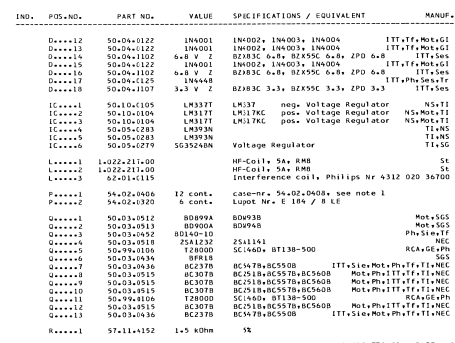 IND. POS.NO. PART NO. VALUE SPECIFICATIONS / EQUIVALENT MANUF.
D....12 50.04.0122 1N4001 1N4002, 1N4003, 1N4004 ITT,Tf,Mot,GI
D....13 50.04.0122 1N4001 1N4002, 1N4003, 1N4004 ITT,Tf,Mot,GI
D....14 50.04.1102 6.8 V Z BZX83C 6.8, BZX55C 6.8, ZPD 6.8 ITT,Ses
D....15 50.04.0122 1N4001 1N4002, 1N4003, 1N4004 ITT,Tf,Mot,GI
D....16 50.04.1102 6.8 V Z BZX83C 6.8, BZX55C 6.8, ZPD 6.8 ITT,Ses
D....17 50.04.0125 1N4448 ITT,Ph,Ses,Tr
D....18 50.04.1107 3.3 V Z BZX83C 3.3, BZX55C 3.3, ZPD 3.3 ITT,Ses
IC....1 50.10.0105 LM337T LM337 neg. Voltage Regulator NS,Mot,TI
IC....2 50.10.0104 LM317T LM317KC pos. Voltage Regulator NS,Mot,TI
IC....3 50.10.0104 LM317T LM317KC pos. Voltage Regulator NS,Mot,TI
IC....4 50.05.0283 LM393N TI,NS
IC....5 50.05.0283 LM393N TI,NS
IC....6 50.05.0279 SG3524BN Voltage Regulator TI,SG
L.....1 1.022.217.00 HF-Coil, 5A, RM8 St
L.....2 1.022.217.00 HF-Coil, 5A, RM8 St
L.....3 62.01.0115 Interference coil, Philips Nr 4312 020 36700
P.....1 54.02.0406 12 cont. case-nr. 54.02.0408, see note 1
P.....2 54.02.0320 6 cont. Lupot Nr. E 184 / 8 LE
Q.....1 50.03.0512 BD899A BDW93B Mot,SGS
Q.....2 50.03.0513 BD900A BDW94B Mot,SGS
Q.....3 50.03.0452 BD140-10 Ph,Sie,Tf
Q.....4 50.03.0518 2SA1232 2SA1141 NEC
Q.....5 50.99.0106 T2800D SC146D, BT138-500 RCA,GE,Ph
Q.....6 50.03.0434 BFR18 SGS
Q.....7 50.03.0436 BC237B BC547B,BC550B ITT,Sie,Mot,Ph,Tf,TI,NEC
Q.....8 50.03.0515 BC307B BC251B,BC557B,BC560B Mot,Ph,ITT,Tf,TI,NEC
Q.....9 50.03.0515 BC307B BC251B,BC557B,BC560B Mot,Ph,ITT,Tf,TI,NEC
Q....10 50.03.0515 BC307B BC251B,BC557B,BC560B Mot,Ph,ITT,Tf,TI,NEC
Q....11 50.99.0106 T2800D SC146D, BT138-500 RCA,GE,Ph
Q....12 50.03.0515 BC307B BC251B,BC557B,BC560B Mot,Ph,ITT,Tf,TI,NEC
Q....13 50.03.0436 BC237B BC547B,BC550B ITT,Sie,Mot,Ph,Tf,TI,NEC
R.....1 57.11.4152 1.5 kOhm 5%